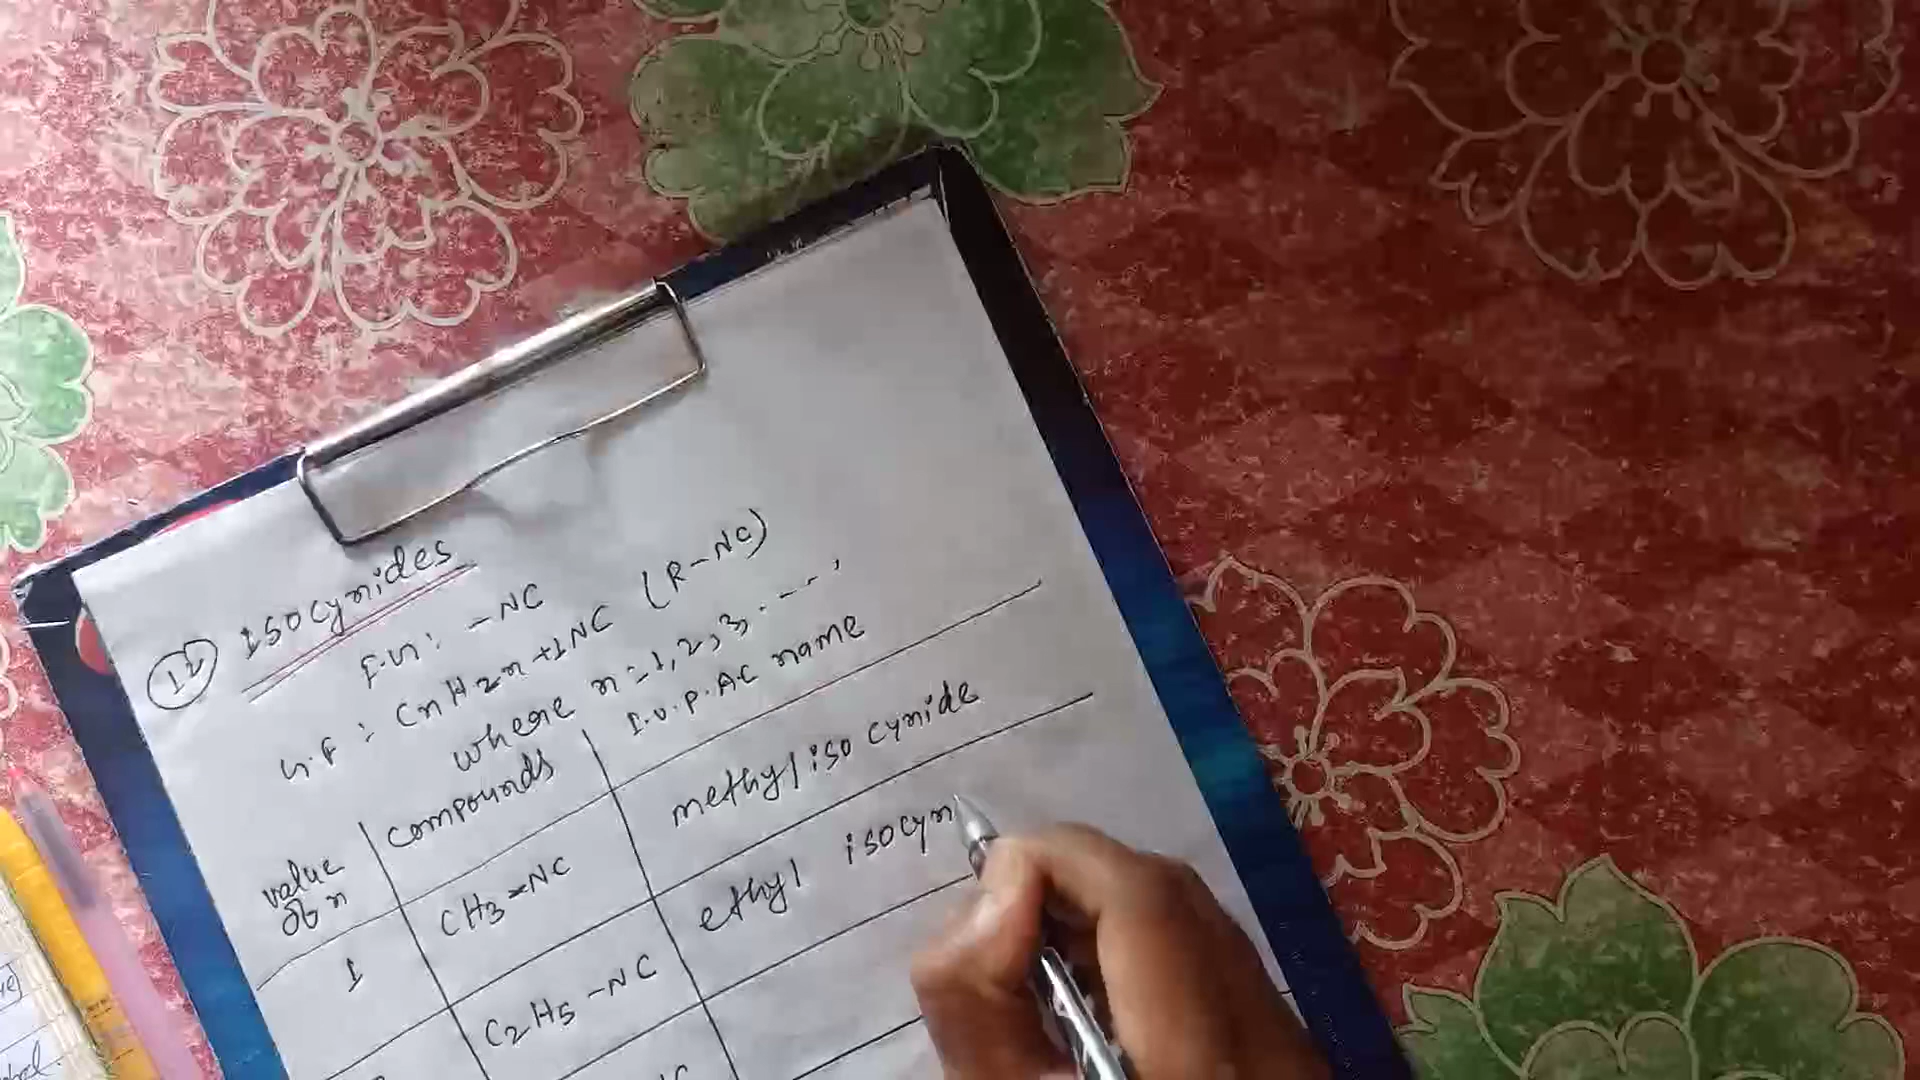 11 Isocynides
F.G: -NC
G.F: CnH2n+1NC (R-NC)
where n=1,2,3.---,
value of n compounds I.U.P.AC name
1 CH3-NC methyl iso cynide
C2H5-NC ethyl isocyn